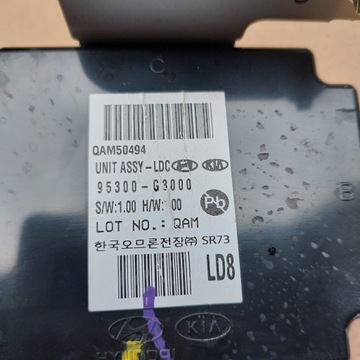 C
QAM50494
UNIT ASSY-LDC KIA
95300-G3000
S/W:1.00 H/W: 00
Pb
LOT NO.: QAM
한국오므론전장㈜ SR73
LD8
B
KIA